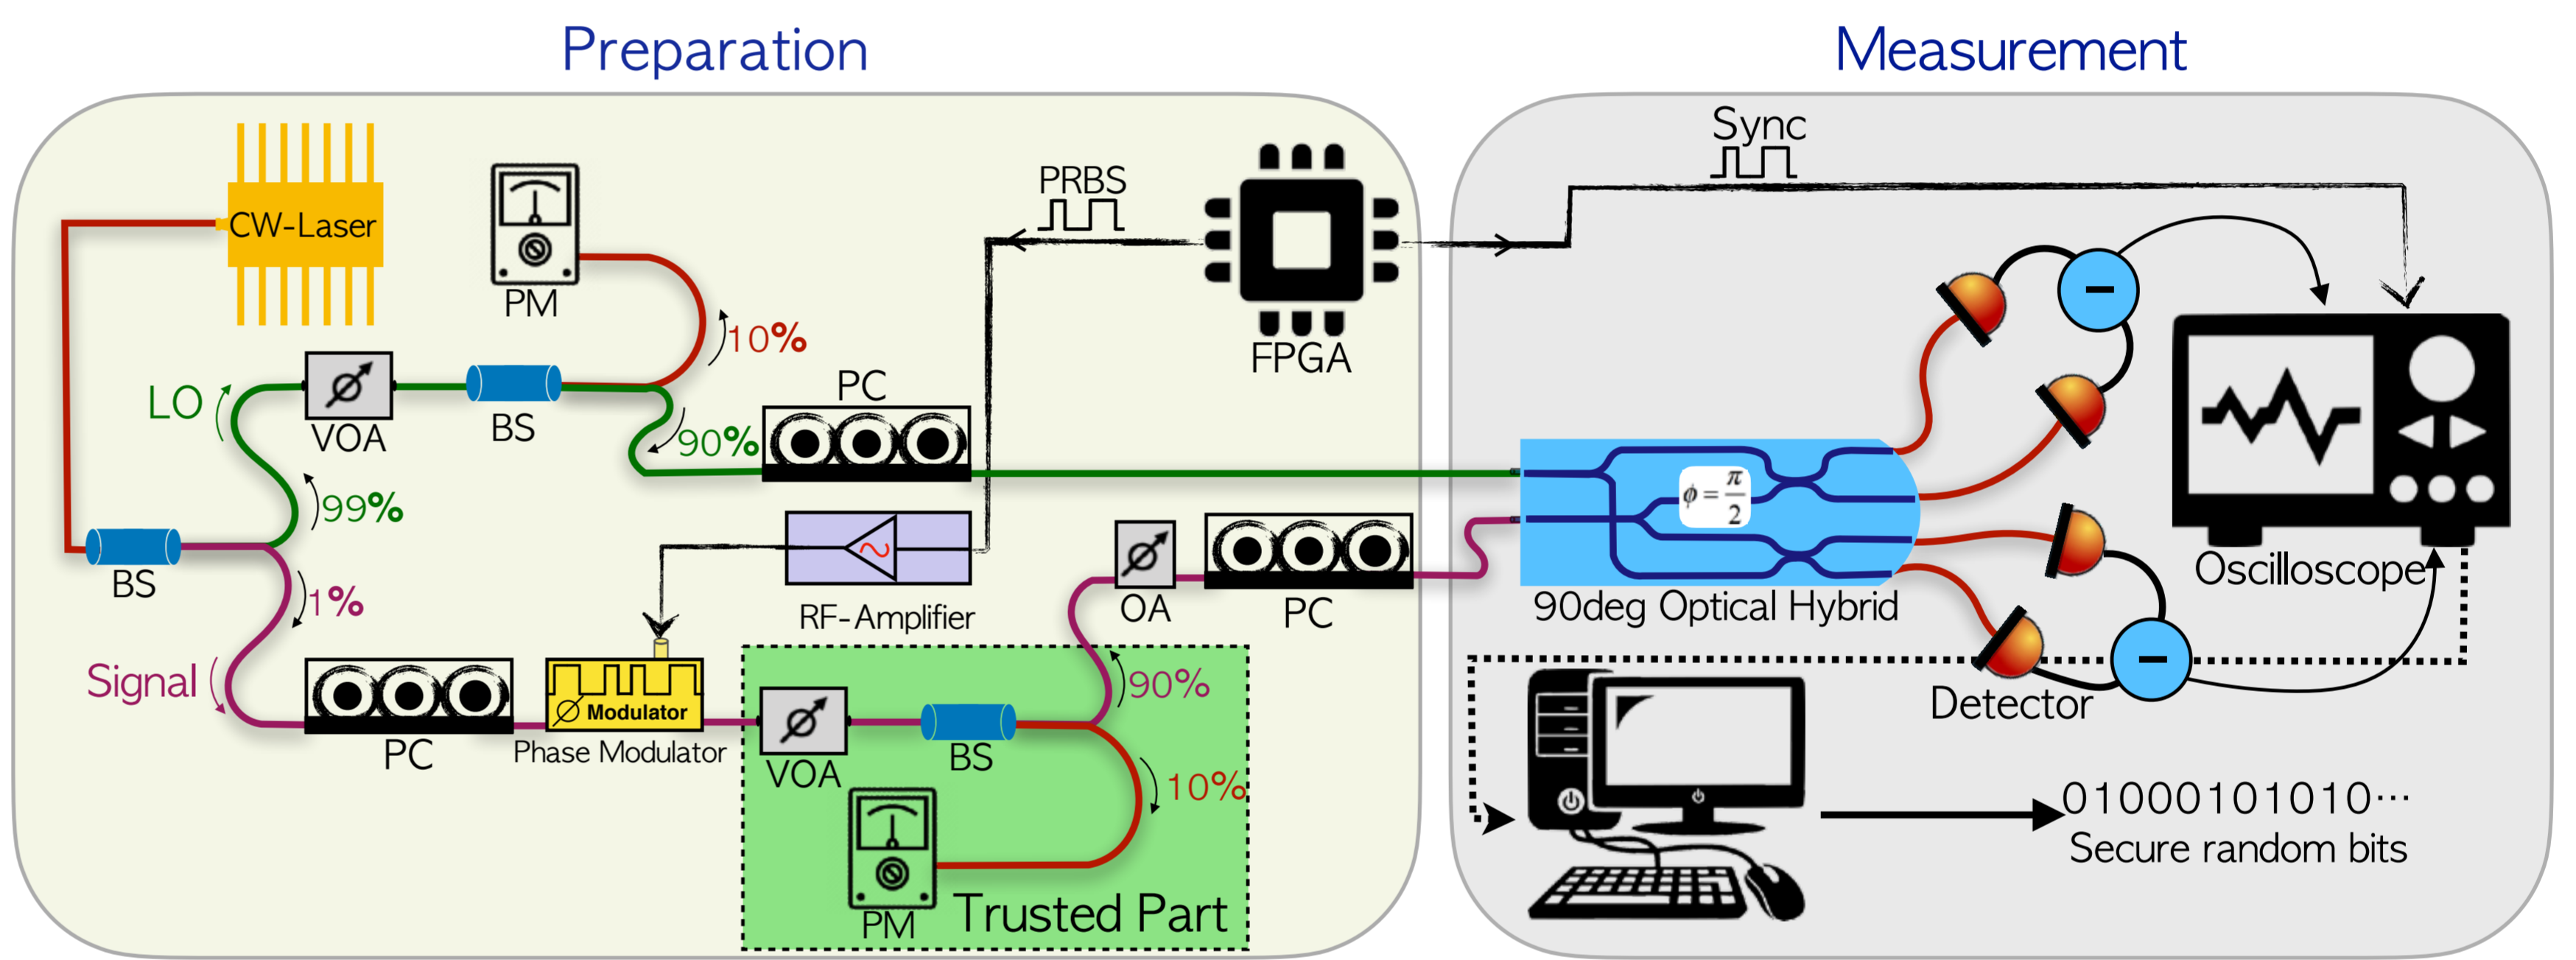 Preparation
Measurement
CW-Laser
PM
PRBS
Sync
10%
FPGA
LO
VOA
BS
90%
PC
99%
BS
1%
RF-Amplifier
OA
PC
ϕ = π/2
90deg Optical Hybrid
Oscilloscope
Signal
PC
Modulator
Phase Modulator
VOA
BS
90%
10%
PM
Trusted Part
Detector
01000101010...
Secure random bits